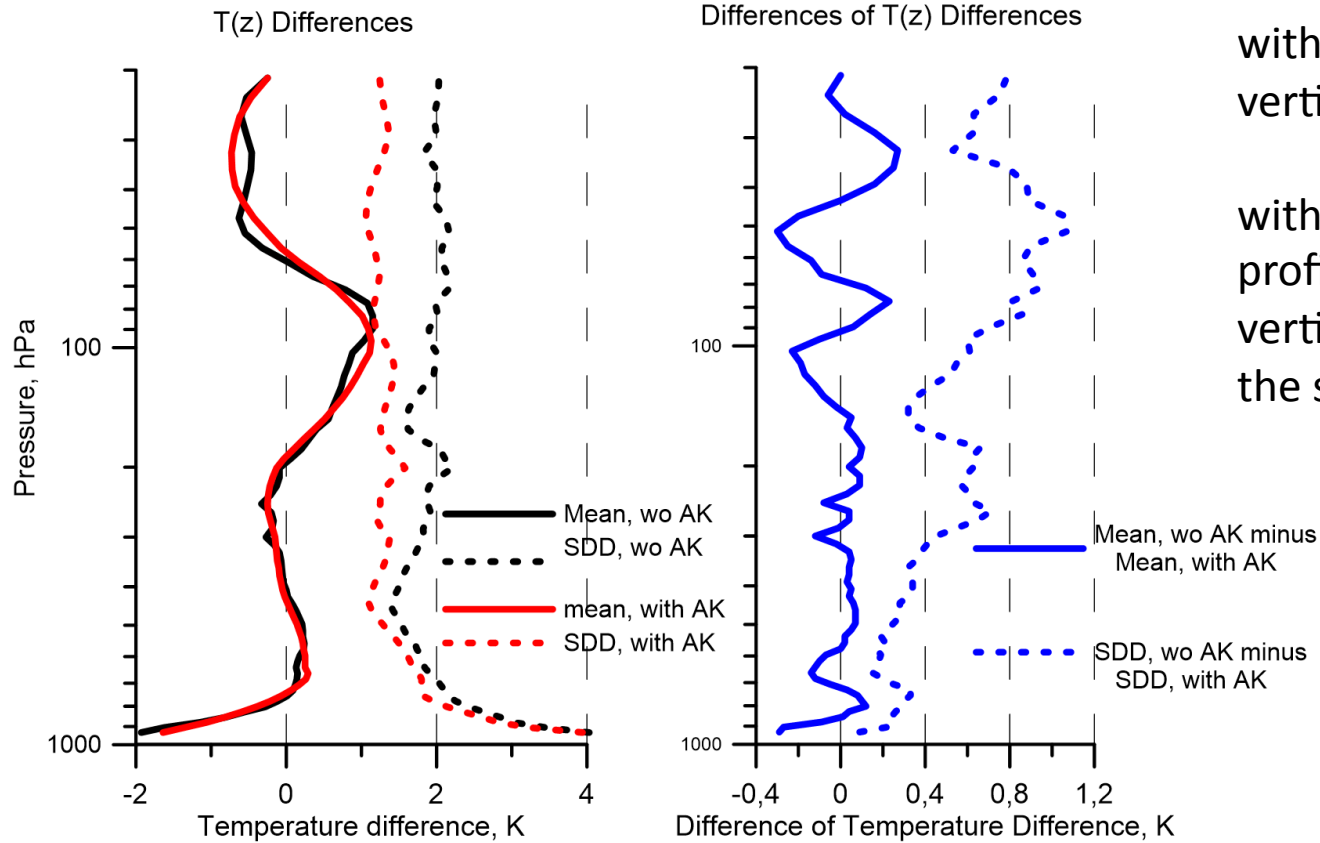 T(z) Differences
Pressure, hPa
100
1000
-2
0
2
4
Temperature difference, K
Mean, wo AK
SDD, wo AK
mean, with AK
SDD, with AK
Differences of T(z) Differences
100
1000
-0,4
0
0,4
0,8
1,2
Difference of Temperature Difference, K
Mean, wo AK minus
Mean, with AK
SDD, wo AK minus
SDD, with AK
with
verti
with
prof
verti
the s